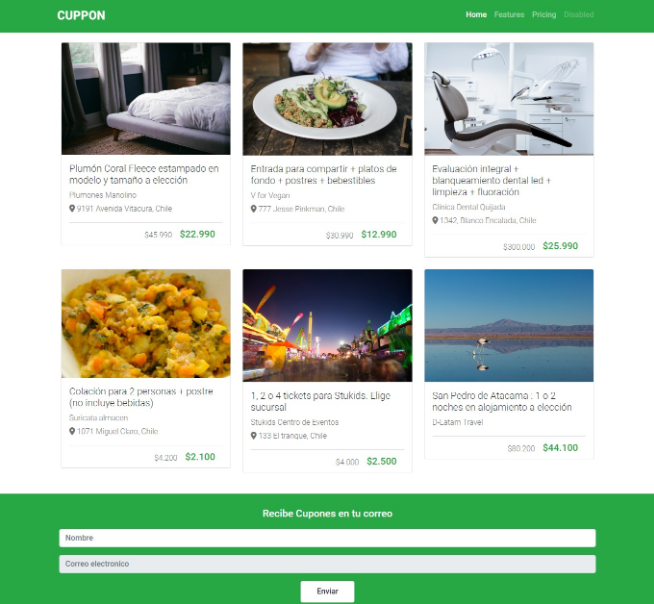 CUPPON
Home Features Pricing Disabled
Plumón Coral Fleece estampado en
modelo y tamaño a elección
Plumones Manolino
9191 Avenida Vitacura, Chile
$45.990 $22.990
Entrada para compartir + platos de
fondo + postres + bebestibles
V for Vegan
777 Jesse Pinkman, Chile
$30.990 $12.990
Evaluación integral +
blanqueamiento dental led +
limpieza + fluoración
Clínica Dental Quijada
1342, Blanco Encalada, Chile
$300.000 $25.990
Colación para 2 personas + postre
(no incluye bebidas)
Suricata almacen
1071 Miguel Claro, Chile
$4.200 $2.100
1, 2 o 4 tickets para Stukids. Elige
sucursal
Stukids Centro de Eventos
133 El tranque, Chile
$4.000 $2.500
San Pedro de Atacama : 1 o 2
noches en alojamiento a elección
D-Latam Travel
$80.200 $44.100
Recibe Cupones en tu correo
Nombre
Correo electronico
Enviar